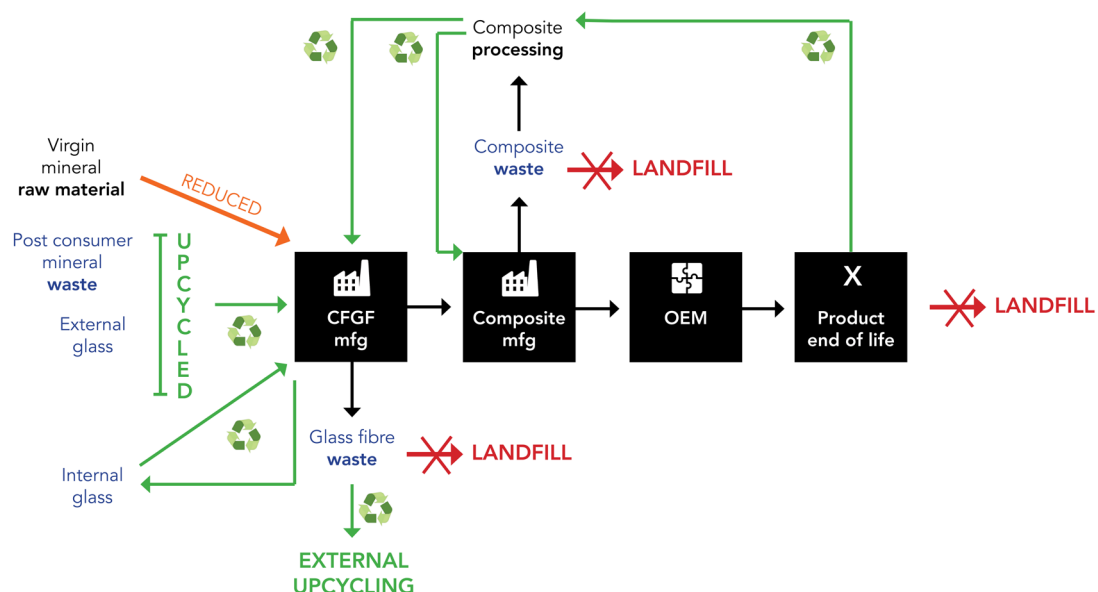 Composite
processing
Virgin
mineral
raw material
Composite
waste
LANDFILL
REDUCED
Post consumer
mineral
waste
External
glass
UPCYCLED
CFGF
mfg
Composite
mfg
OEM
X
Product
end of life
LANDFILL
Glass fibre
waste
LANDFILL
Internal
glass
EXTERNAL
UPCYCLING